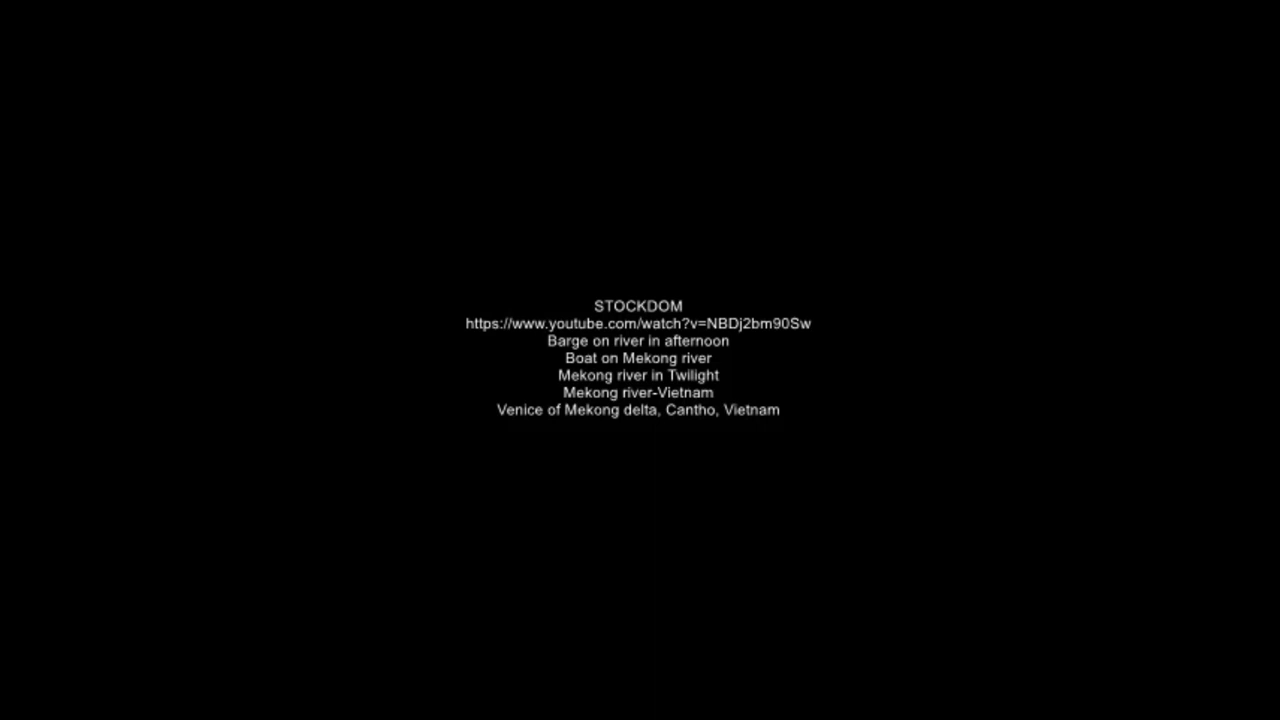 STOCKDOM
https://www.youtube.com/watch?v=NBDj2bm90Sw
Barge on river in afternoon
Boat on Mekong river
Mekong river in Twilight
Mekong river-Vietnam
Venice of Mekong delta, Cantho, Vietnam